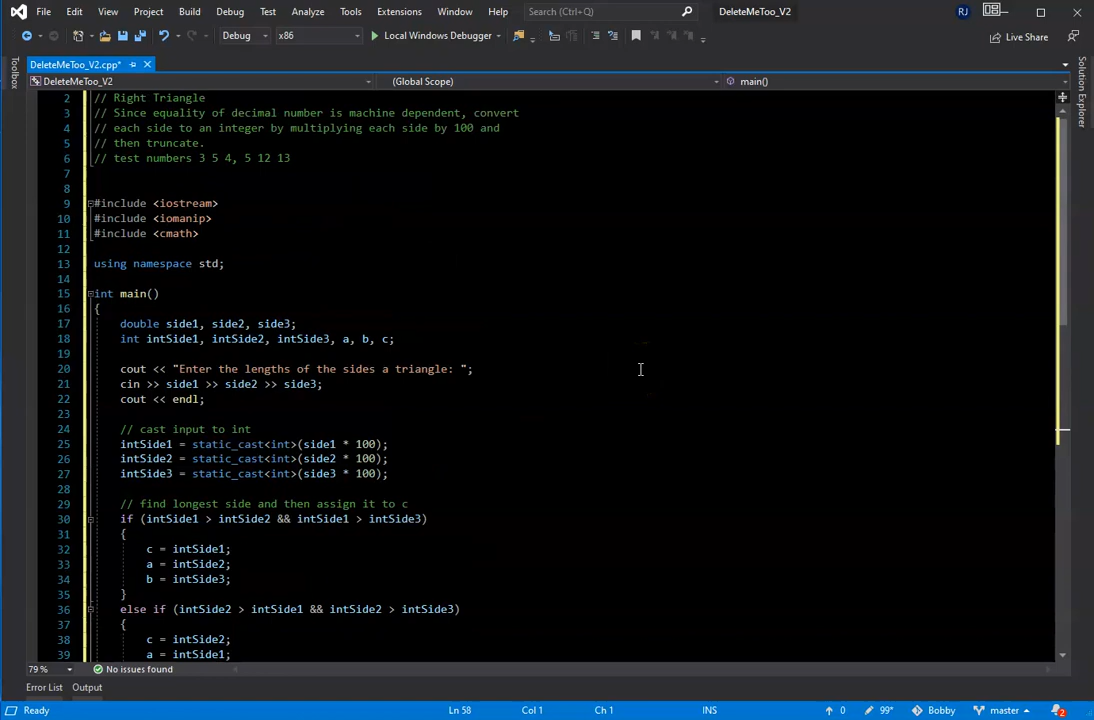 File Edit View Project Build Debug Test Analyze Tools Extensions Window Help Search (Ctrl+Q) DeleteMeToo_V2 RJ
Debug x86 Local Windows Debugger Live Share
Toolbox
DeleteMeToo_V2.cpp*
DeleteMeToo_V2 (Global Scope) main()
Solution Explorer
2 // Right Triangle
3 // Since equality of decimal number is machine dependent, convert
4 // each side to an integer by multiplying each side by 100 and
5 // then truncate.
6 // test numbers 3 5 4, 5 12 13
7
8
9 #include <iostream>
10 #include <iomanip>
11 #include <cmath>
12
13 using namespace std;
14
15 int main()
16 {
17 double side1, side2, side3;
18 int intSide1, intSide2, intSide3, a, b, c;
19
20 cout << "Enter the lengths of the sides a triangle: ";
21 cin >> side1 >> side2 >> side3;
22 cout << endl;
23
24 // cast input to int
25 intSide1 = static_cast<int>(side1 * 100);
26 intSide2 = static_cast<int>(side2 * 100);
27 intSide3 = static_cast<int>(side3 * 100);
28
29 // find longest side and then assign it to c
30 if (intSide1 > intSide2 && intSide1 > intSide3)
31 {
32 c = intSide1;
33 a = intSide2;
34 b = intSide3;
35 }
36 else if (intSide2 > intSide1 && intSide2 > intSide3)
37 {
38 c = intSide2;
39 a = intSide1;
79 % No issues found
Error List Output
Ready Ln 58 Col 1 Ch 1 INS 0 99* Bobby master 2